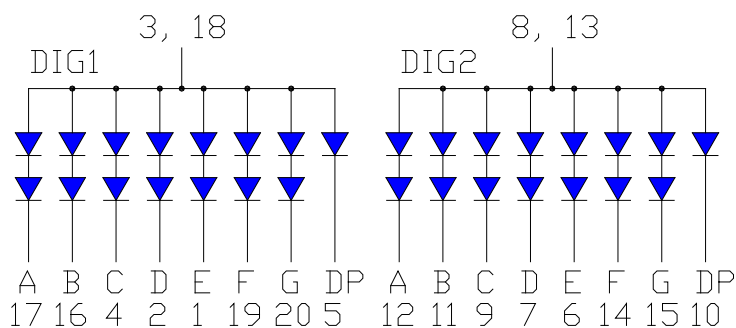 3, 18 8, 13
DIG1 DIG2
A B C D E F G DP A B C D E F G DP
17 16 4 2 1 19 20 5 12 11 9 7 6 14 15 10